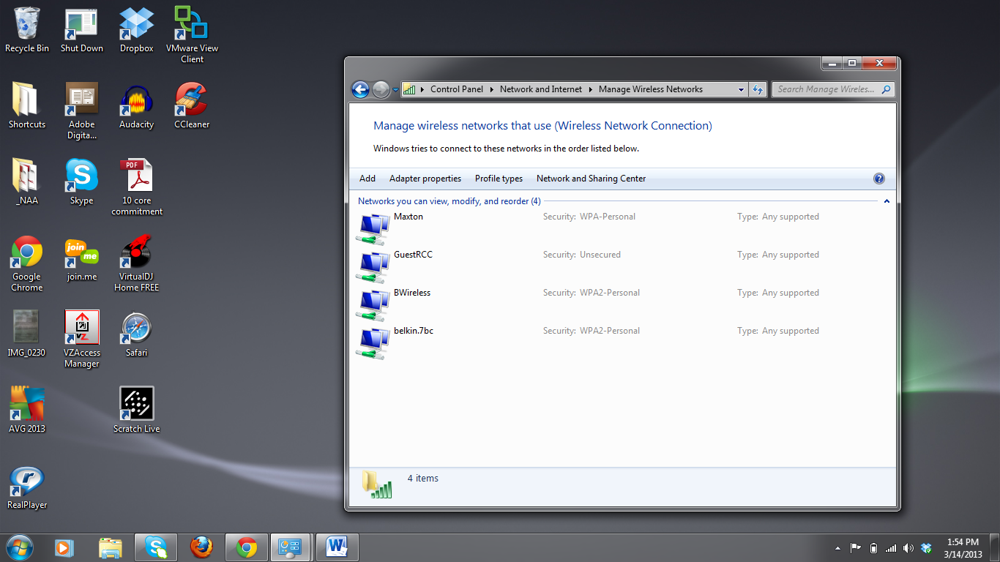 Recycle Bin
Shut Down
Dropbox
VMware View
Client
Shortcuts
Adobe
Digita...
Audacity
CCleaner
_NAA
Skype
PDF
10 core
commitment
Google
Chrome
join
me
join.me
VirtualDJ
Home FREE
IMG_0230
VZ
VZAccess
Manager
Safari
AVG 2013
Scratch Live
RealPlayer
Control Panel
Network and Internet
Manage Wireless Networks
Search Manage Wireles...
Manage wireless networks that use (Wireless Network Connection)
Windows tries to connect to these networks in the order listed below.
Add Adapter properties Profile types Network and Sharing Center
Networks you can view, modify, and reorder (4)
Maxton Security: WPA-Personal Type: Any supported
GuestRCC Security: Unsecured Type: Any supported
BWireless Security: WPA2-Personal Type: Any supported
belkin.7bc Security: WPA2-Personal Type: Any supported
4 items
1:54 PM
3/14/2013